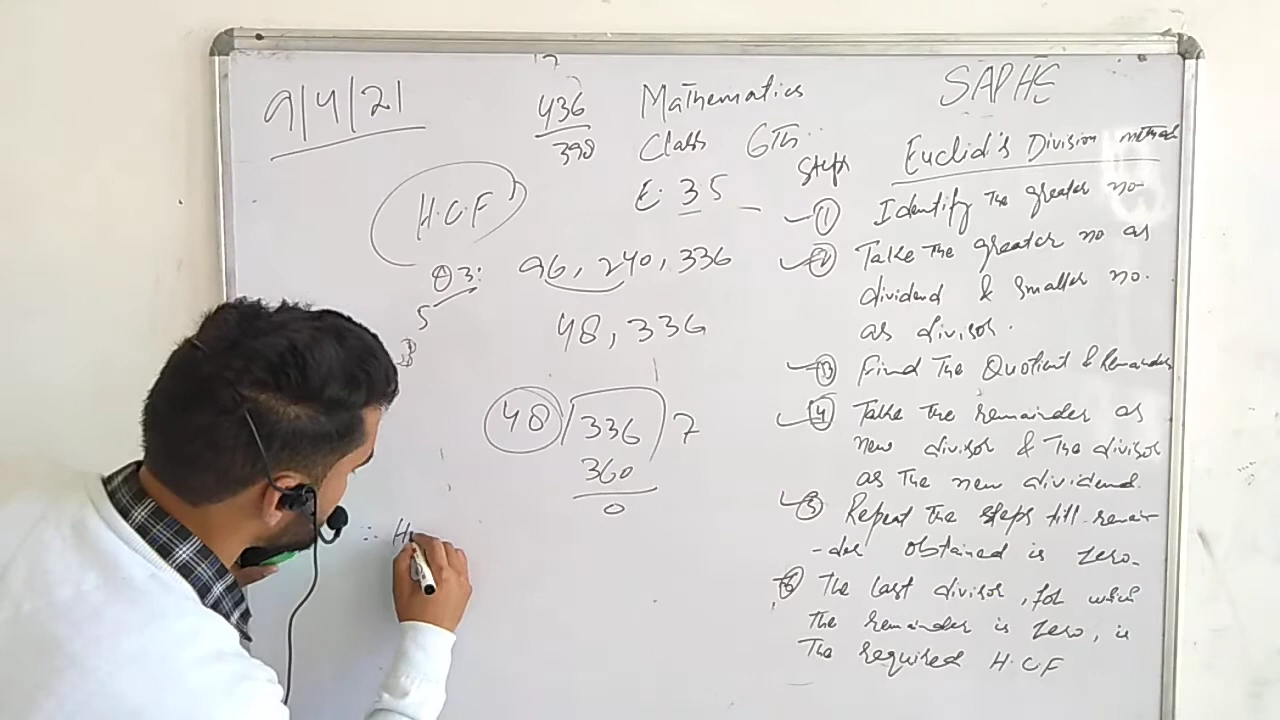 9/4/21
436
398
Mathematics
Class 6Th
E: 35
H.C.F
Q3:
5
96, 240, 336
48, 336
48 336 7
360
0
∴ H
SAPHS
Steps
Euclid's Division method
1 Identify The greater no
2 Take The greater no as
dividend & smaller no.
as divisor.
3 Find The Quotient & Remainder
4 Take The remainder as
new divisor & The divisor
as The new dividend.
5 Repeat The steps till remain
-der obtained is zero.
6 The last divisor, for which
The remainder is zero, is
The required H.C.F